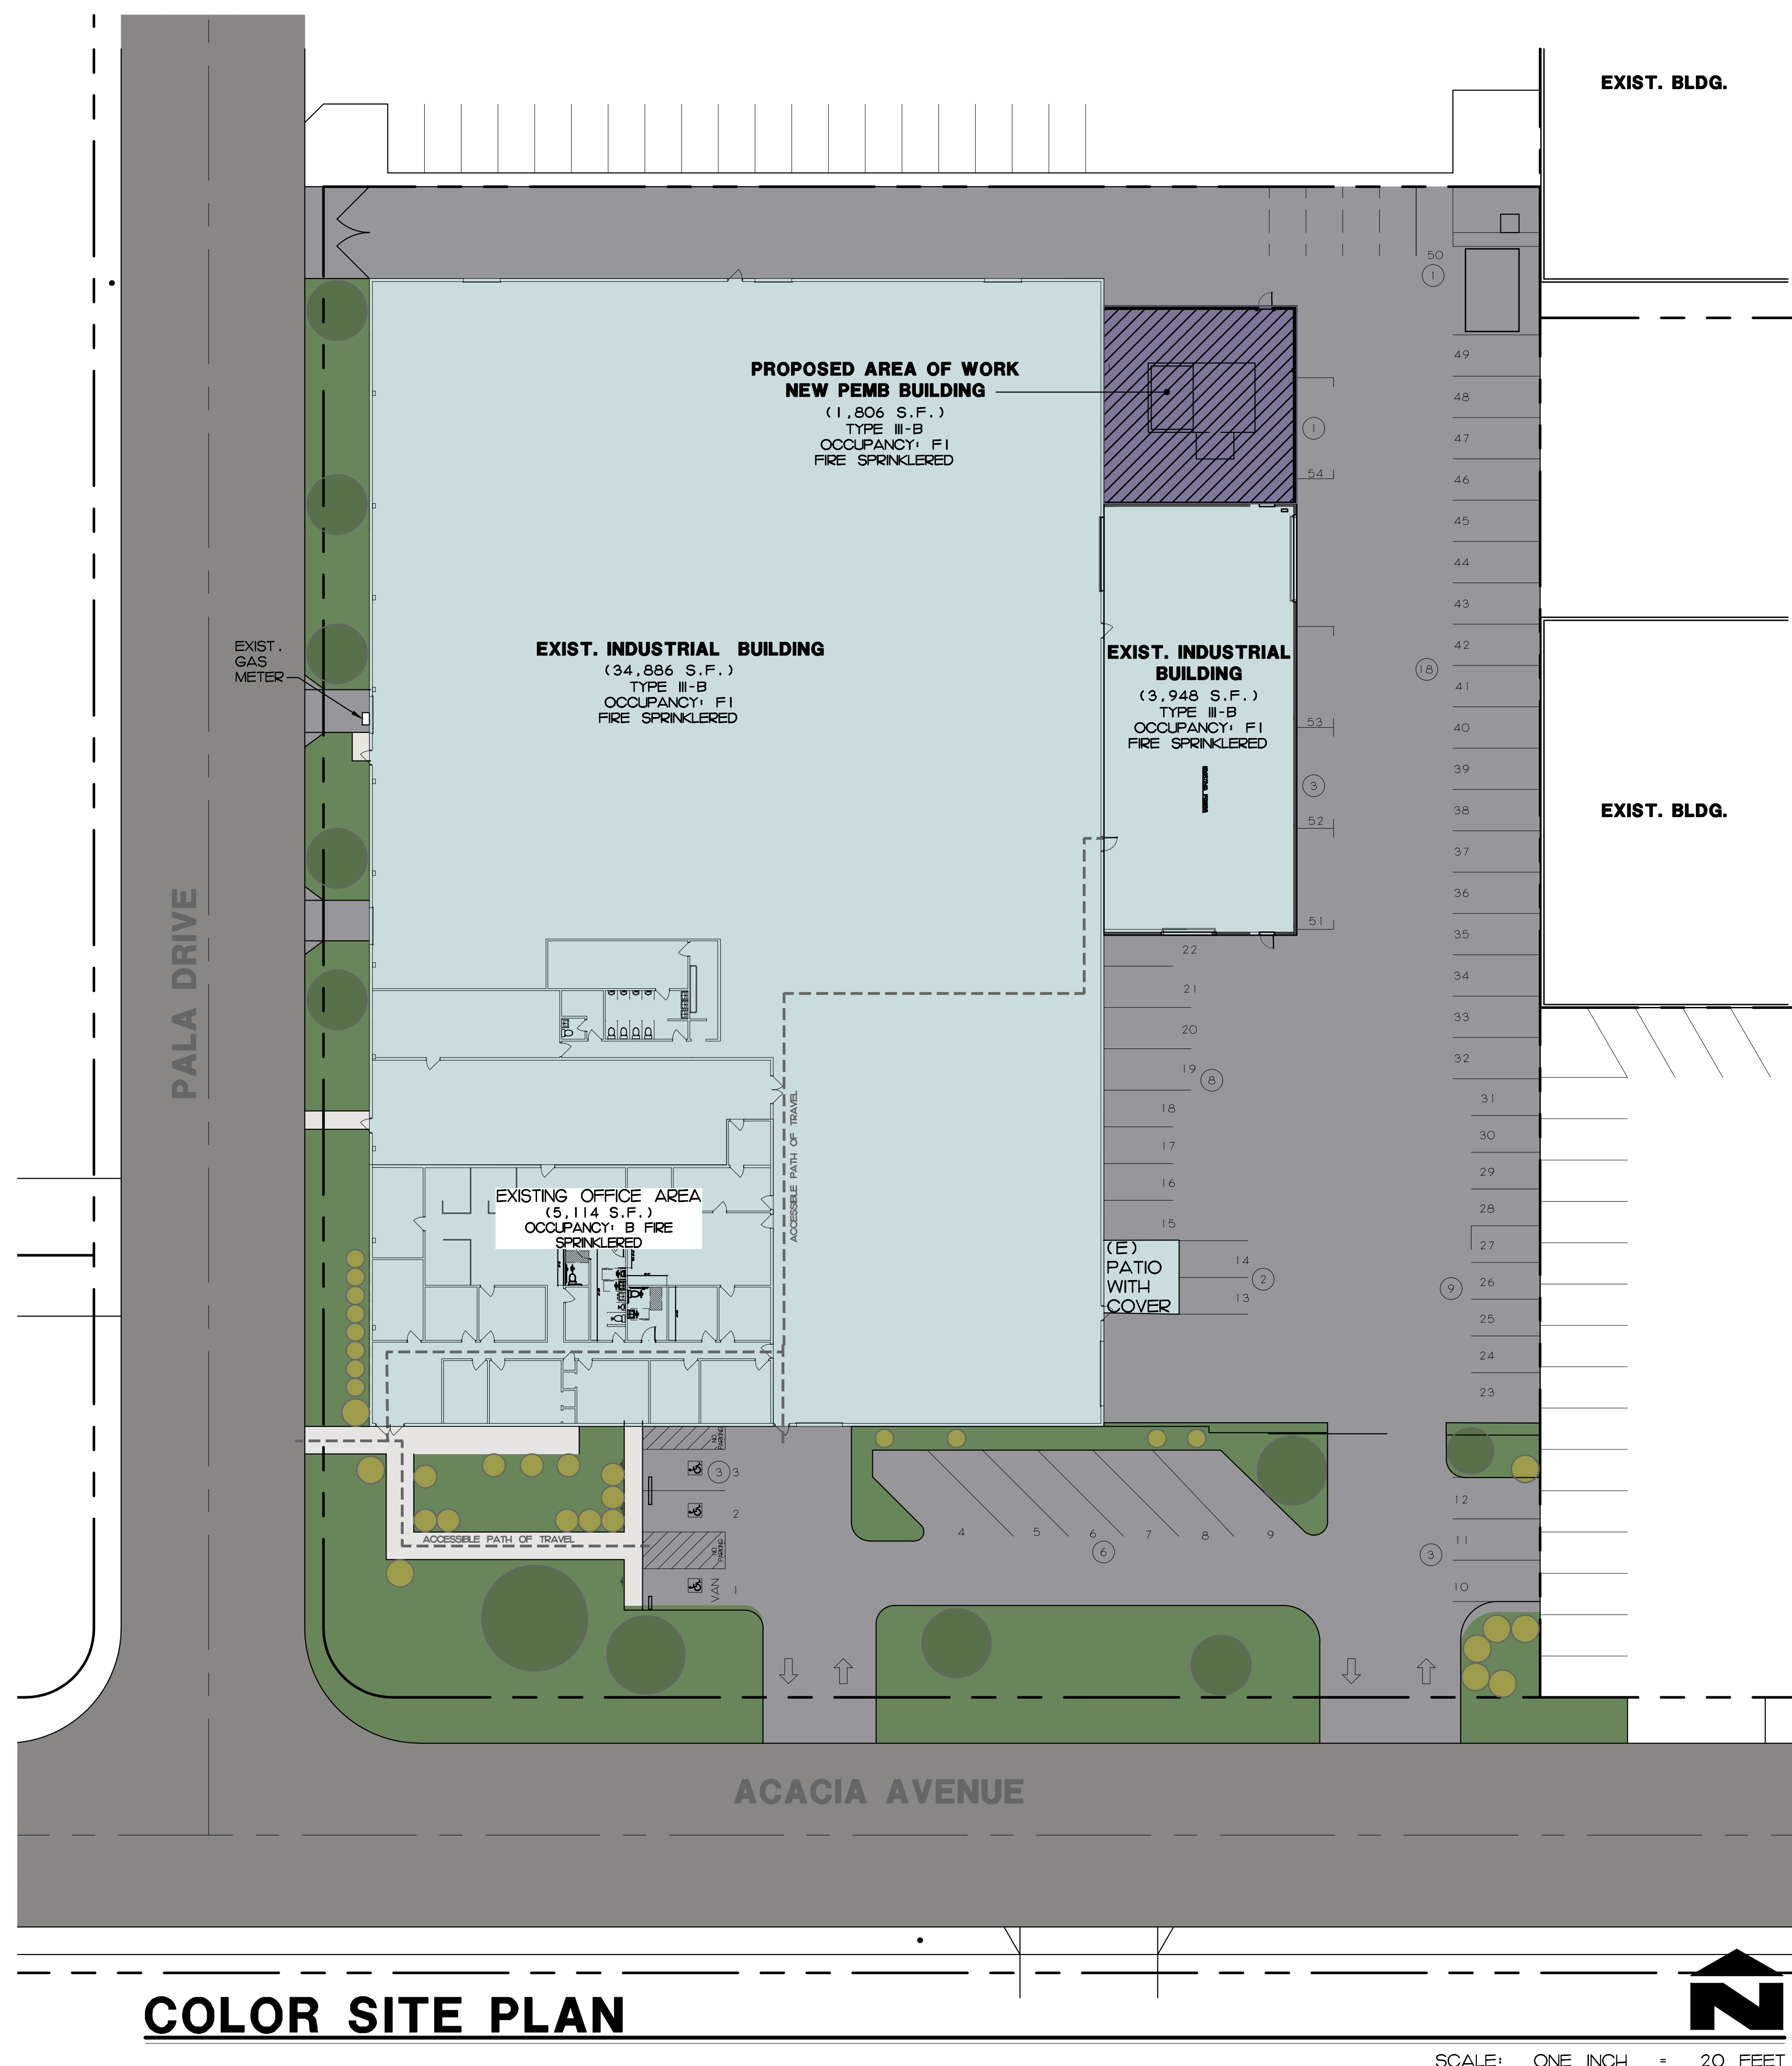 EXIST. BLDG.
50
1
49
48
47
46
45
44
43
42
41
40
39
38
37
36
35
34
33
32
31
30
29
28
27
26
25
24
23
18
9
PROPOSED AREA OF WORK
NEW PEMB BUILDING
(1,806 S.F.)
TYPE III-B
OCCUPANCY: F1
FIRE SPRINKLERED
1
54
EXIST.
GAS
METER
EXIST. INDUSTRIAL BUILDING
(34,886 S.F.)
TYPE III-B
OCCUPANCY: F1
FIRE SPRINKLERED
EXIST. INDUSTRIAL
BUILDING
(3,948 S.F.)
TYPE III-B
OCCUPANCY: F1
FIRE SPRINKLERED
53
3
52
51
EXIST. BLDG.
PALA DRIVE
22
21
20
19
8
18
17
16
15
14
2
13
ACCESSIBLE PATH OF TRAVEL
EXISTING OFFICE AREA
(5,114 S.F.)
OCCUPANCY: B FIRE
SPRINKLERED
(E)
PATIO
WITH
COVER
NO
PARKING
3 3
2
NO
PARKING
VAN
1
ACCESSIBLE PATH OF TRAVEL
4 5 6 7 8 9
6
12
11
3
10
ACACIA AVENUE
COLOR SITE PLAN
N
SCALE: ONE INCH = 20 FEET